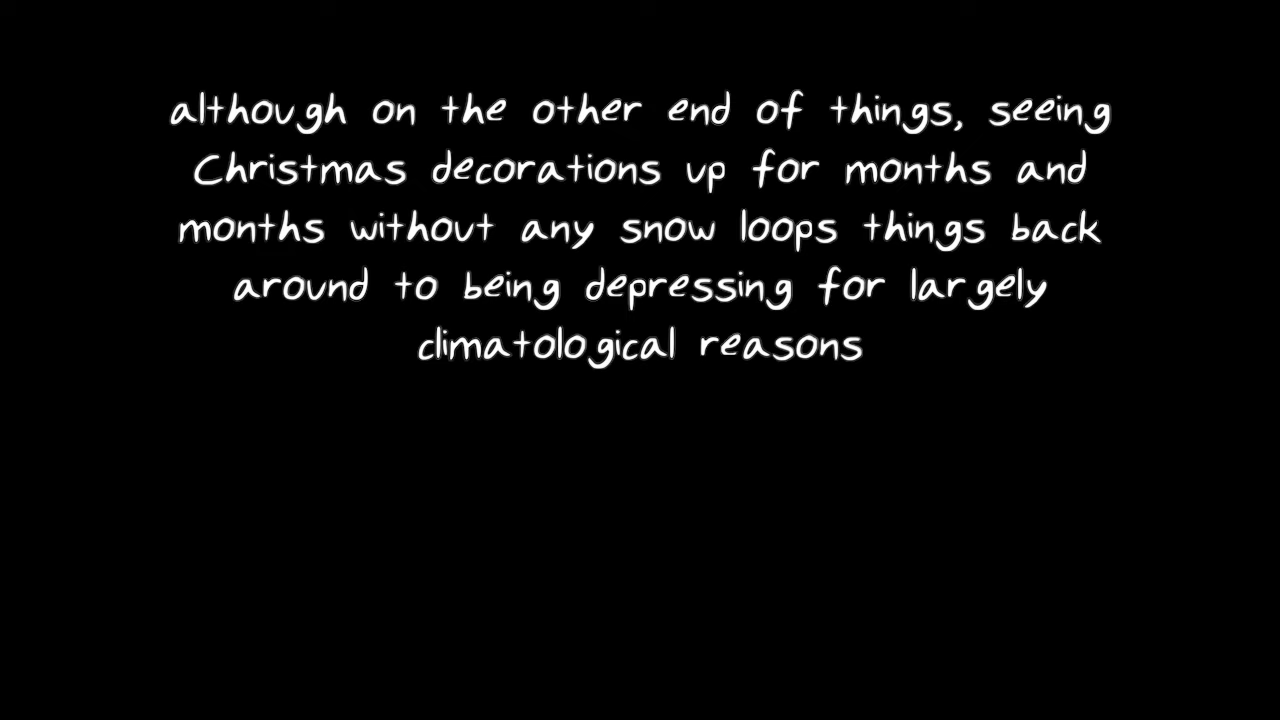 although on the other end of things, seeing
Christmas decorations up for months and
months without any snow loops things back
around to being depressing for largely
climatological reasons